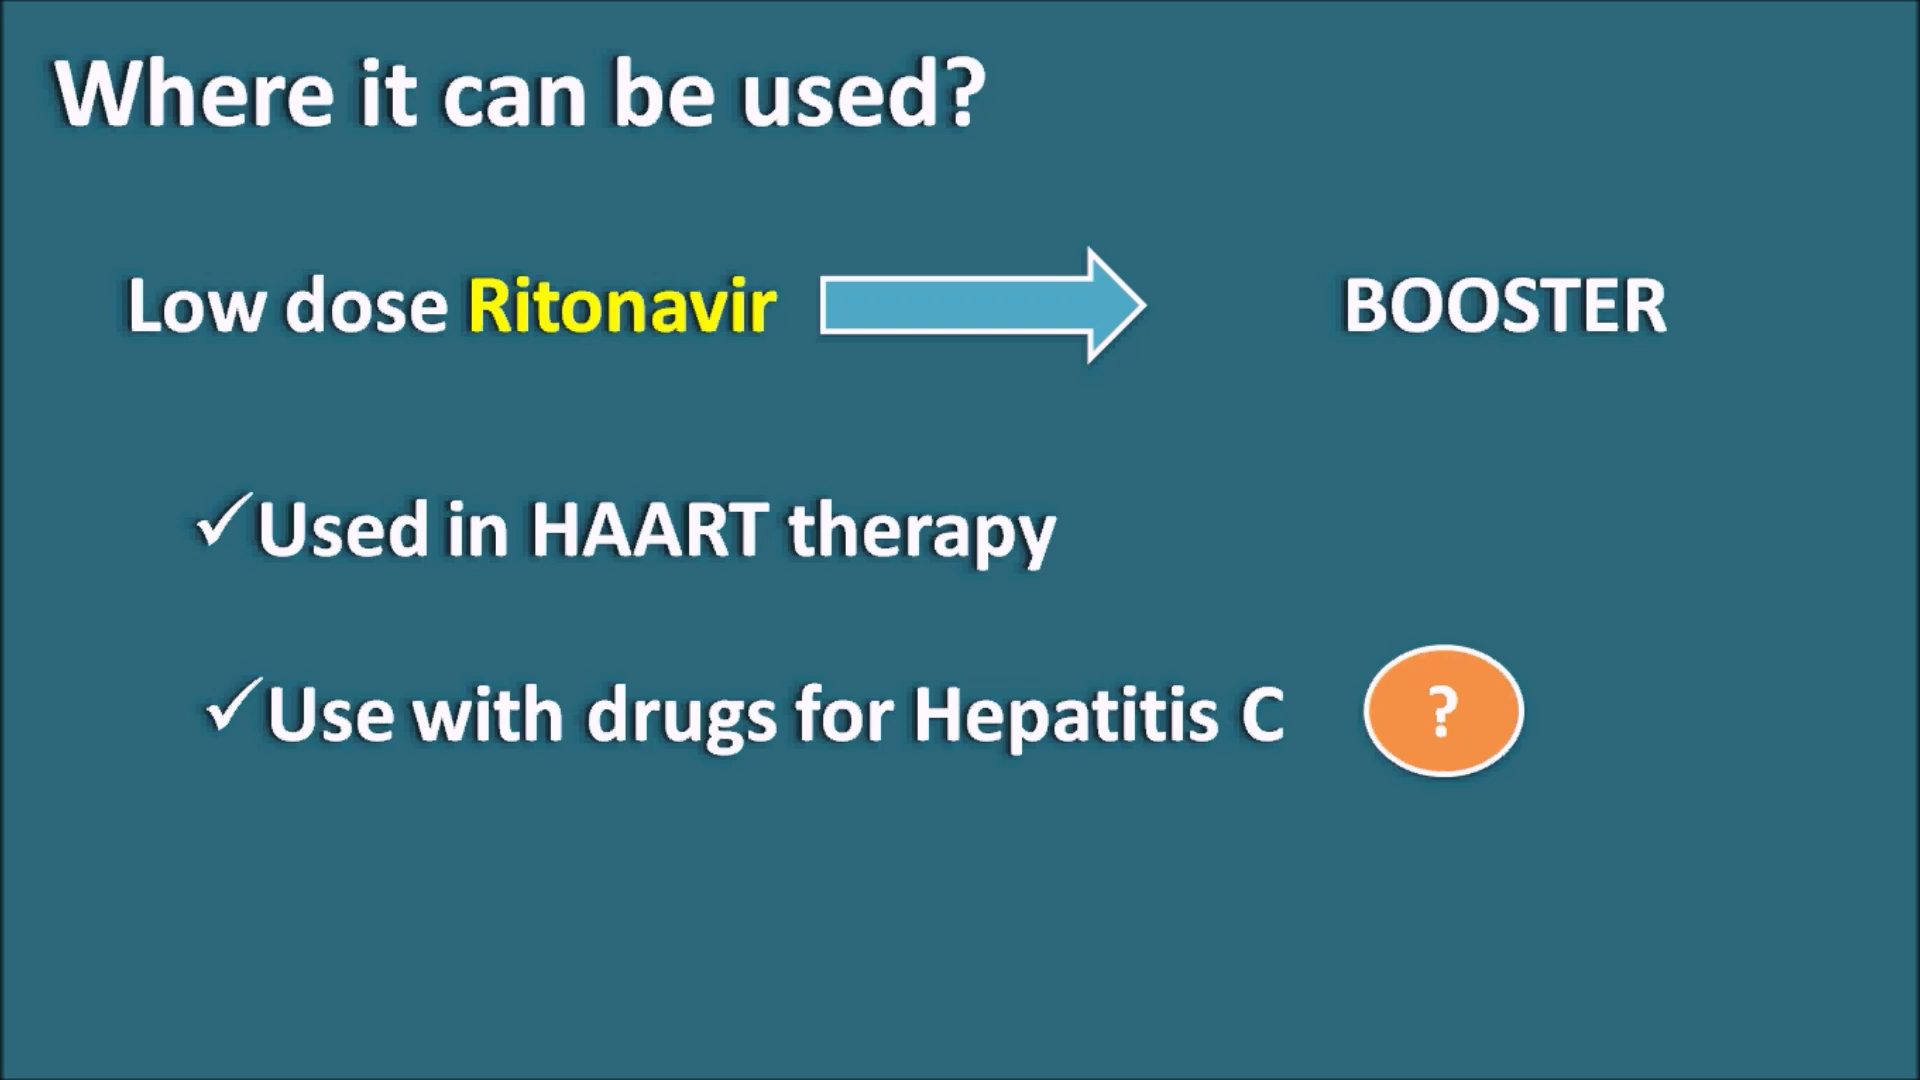 Where it can be used?
Low dose Ritonavir BOOSTER
✓Used in HAART therapy
✓Use with drugs for Hepatitis C ?